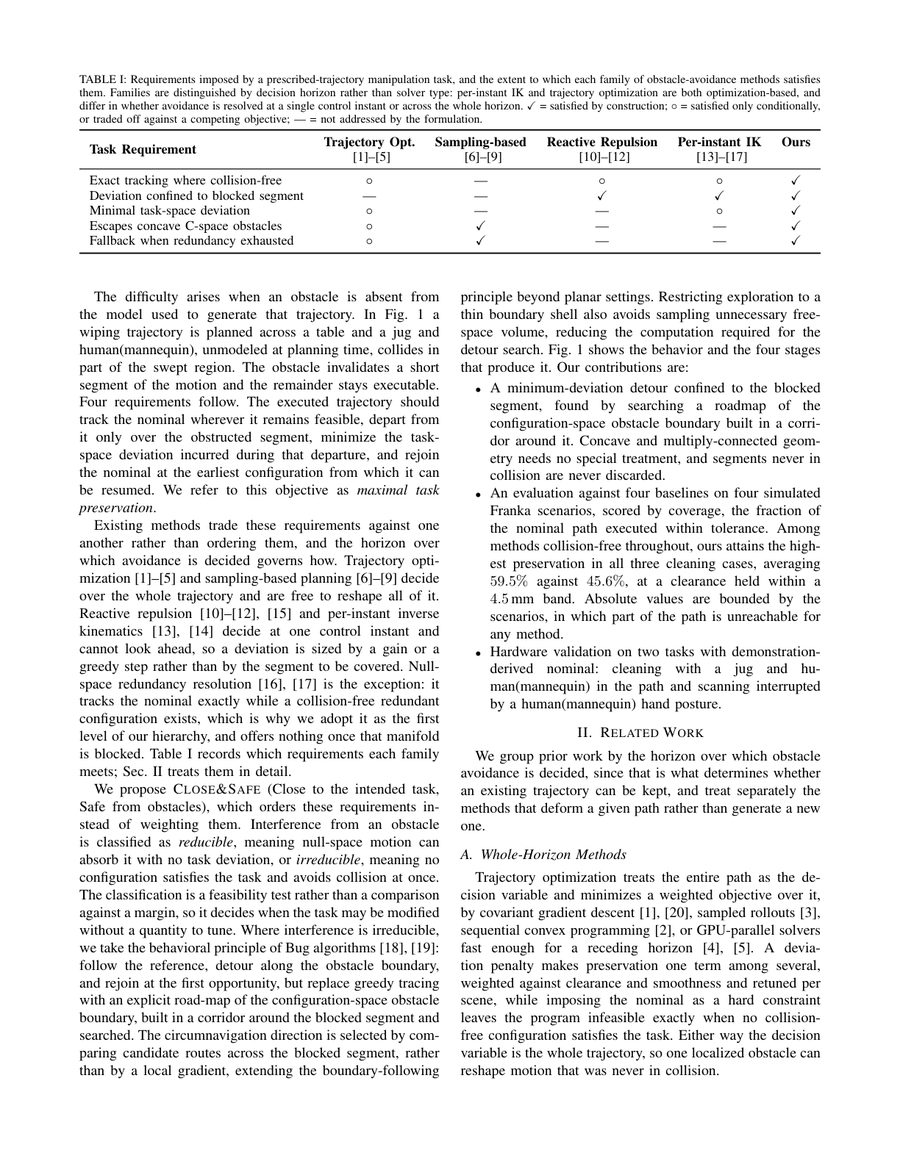 TABLE I: Requirements imposed by a prescribed-trajectory manipulation task, and the extent to which each family of obstacle-avoidance methods satisfies
them. Families are distinguished by decision horizon rather than solver type: per-instant IK and trajectory optimization are both optimization-based, and
differ in whether avoidance is resolved at a single control instant or across the whole horizon. ✓ = satisfied by construction; ○ = satisfied only conditionally,
or traded off against a competing objective; — = not addressed by the formulation.
Task Requirement Trajectory Opt. Sampling-based Reactive Repulsion Per-instant IK Ours
[1]–[5] [6]–[9] [10]–[12] [13]–[17]
Exact tracking where collision-free ○ — ○ ○ ✓
Deviation confined to blocked segment — — ✓ ✓ ✓
Minimal task-space deviation ○ — — ○ ✓
Escapes concave C-space obstacles ○ ✓ — — ✓
Fallback when redundancy exhausted ○ ✓ — — ✓
The difficulty arises when an obstacle is absent from
the model used to generate that trajectory. In Fig. 1 a
wiping trajectory is planned across a table and a jug and
human(mannequin), unmodeled at planning time, collides in
part of the swept region. The obstacle invalidates a short
segment of the motion and the remainder stays executable.
Four requirements follow. The executed trajectory should
track the nominal wherever it remains feasible, depart from
it only over the obstructed segment, minimize the task-
space deviation incurred during that departure, and rejoin
the nominal at the earliest configuration from which it can
be resumed. We refer to this objective as maximal task
preservation.
Existing methods trade these requirements against one
another rather than ordering them, and the horizon over
which avoidance is decided governs how. Trajectory opti-
mization [1]–[5] and sampling-based planning [6]–[9] decide
over the whole trajectory and are free to reshape all of it.
Reactive repulsion [10]–[12], [15] and per-instant inverse
kinematics [13], [14] decide at one control instant and
cannot look ahead, so a deviation is sized by a gain or a
greedy step rather than by the segment to be covered. Null-
space redundancy resolution [16], [17] is the exception: it
tracks the nominal exactly while a collision-free redundant
configuration exists, which is why we adopt it as the first
level of our hierarchy, and offers nothing once that manifold
is blocked. Table I records which requirements each family
meets; Sec. II treats them in detail.
We propose CLOSE&SAFE (Close to the intended task,
Safe from obstacles), which orders these requirements in-
stead of weighting them. Interference from an obstacle
is classified as reducible, meaning null-space motion can
absorb it with no task deviation, or irreducible, meaning no
configuration satisfies the task and avoids collision at once.
The classification is a feasibility test rather than a comparison
against a margin, so it decides when the task may be modified
without a quantity to tune. Where interference is irreducible,
we take the behavioral principle of Bug algorithms [18], [19]:
follow the reference, detour along the obstacle boundary,
and rejoin at the first opportunity, but replace greedy tracing
with an explicit road-map of the configuration-space obstacle
boundary, built in a corridor around the blocked segment and
searched. The circumnavigation direction is selected by com-
paring candidate routes across the blocked segment, rather
than by a local gradient, extending the boundary-following
principle beyond planar settings. Restricting exploration to a
thin boundary shell also avoids sampling unnecessary free-
space volume, reducing the computation required for the
detour search. Fig. 1 shows the behavior and the four stages
that produce it. Our contributions are:
• A minimum-deviation detour confined to the blocked
segment, found by searching a roadmap of the
configuration-space obstacle boundary built in a corri-
dor around it. Concave and multiply-connected geom-
etry needs no special treatment, and segments never in
collision are never discarded.
• An evaluation against four baselines on four simulated
Franka scenarios, scored by coverage, the fraction of
the nominal path executed within tolerance. Among
methods collision-free throughout, ours attains the high-
est preservation in all three cleaning cases, averaging
59.5% against 45.6%, at a clearance held within a
4.5 mm band. Absolute values are bounded by the
scenarios, in which part of the path is unreachable for
any method.
• Hardware validation on two tasks with demonstration-
derived nominal: cleaning with a jug and hu-
man(mannequin) in the path and scanning interrupted
by a human(mannequin) hand posture.
II. RELATED WORK
We group prior work by the horizon over which obstacle
avoidance is decided, since that is what determines whether
an existing trajectory can be kept, and treat separately the
methods that deform a given path rather than generate a new
one.
A. Whole-Horizon Methods
Trajectory optimization treats the entire path as the de-
cision variable and minimizes a weighted objective over it,
by covariant gradient descent [1], [20], sampled rollouts [3],
sequential convex programming [2], or GPU-parallel solvers
fast enough for a receding horizon [4], [5]. A devia-
tion penalty makes preservation one term among several,
weighted against clearance and smoothness and retuned per
scene, while imposing the nominal as a hard constraint
leaves the program infeasible exactly when no collision-
free configuration satisfies the task. Either way the decision
variable is the whole trajectory, so one localized obstacle can
reshape motion that was never in collision.